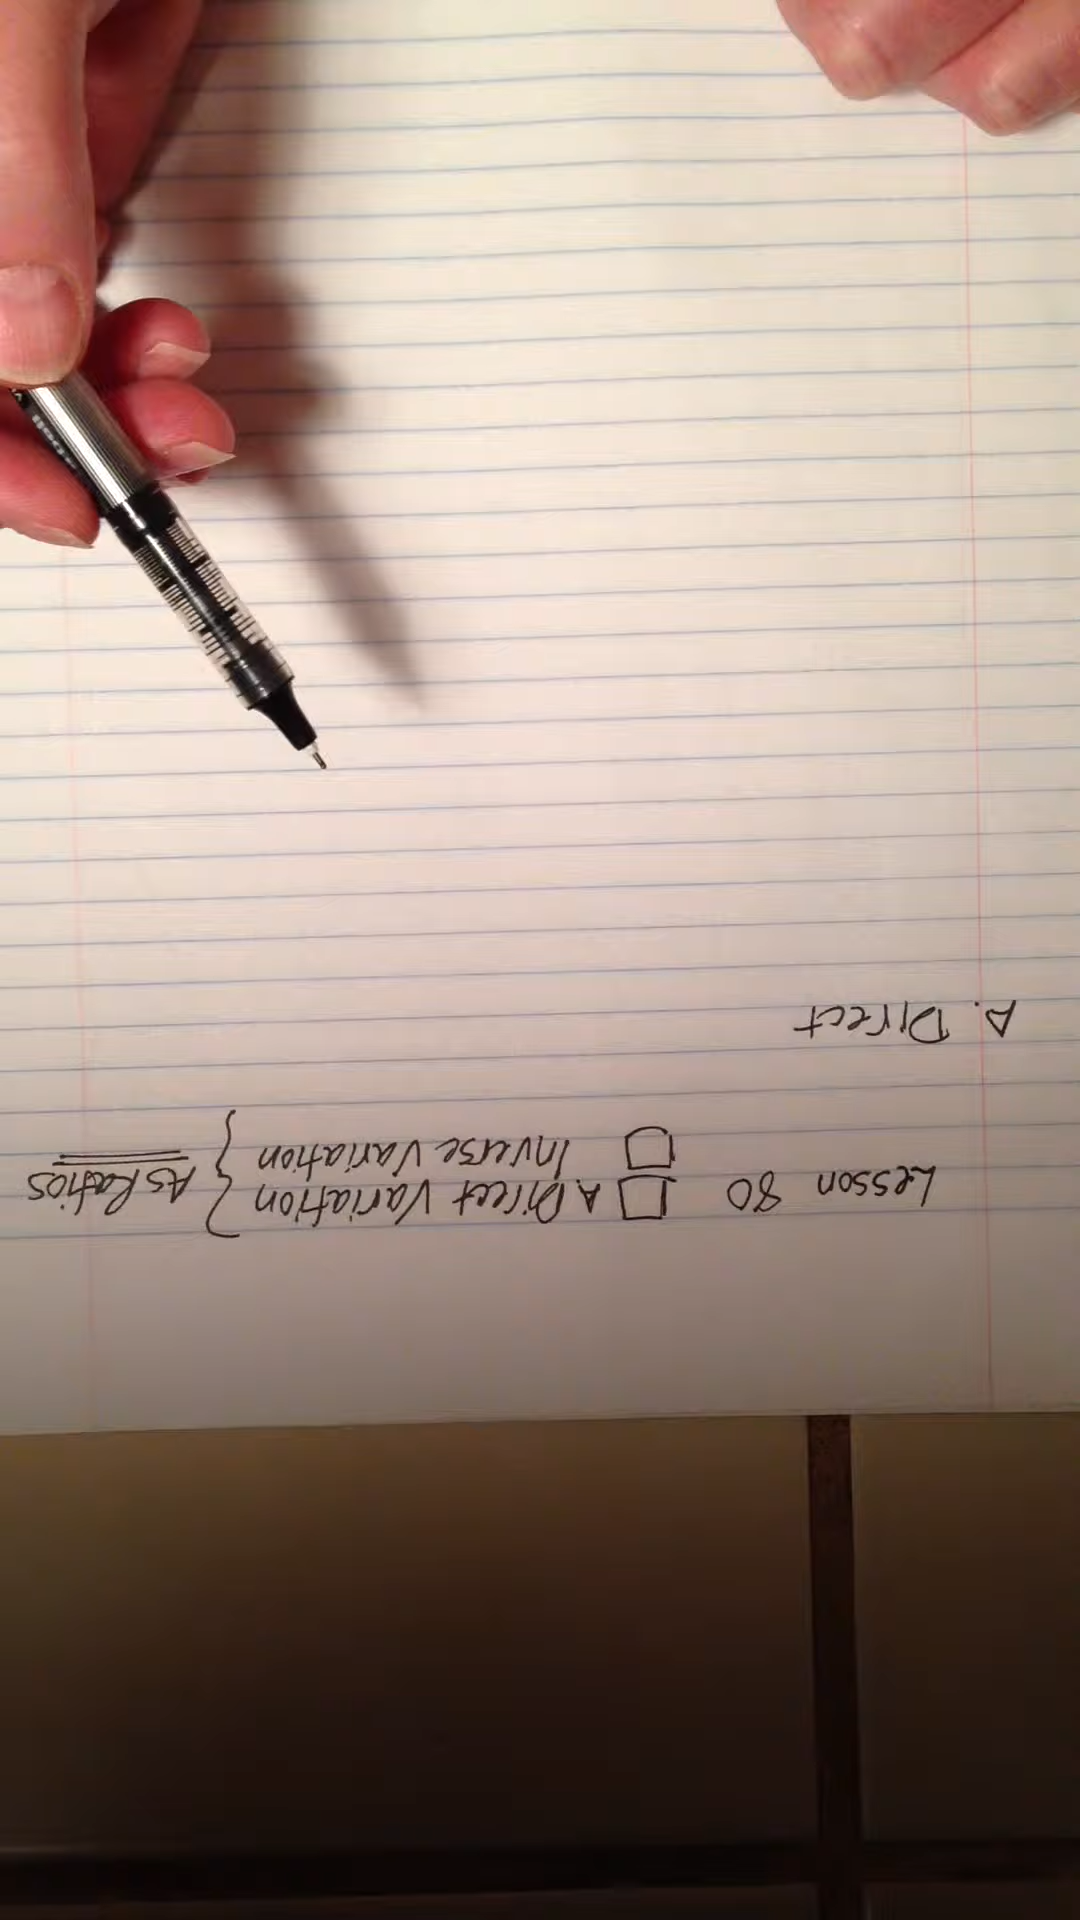 Lesson 80 A Direct Variation } As Ratios
Inverse Variation
A. Direct